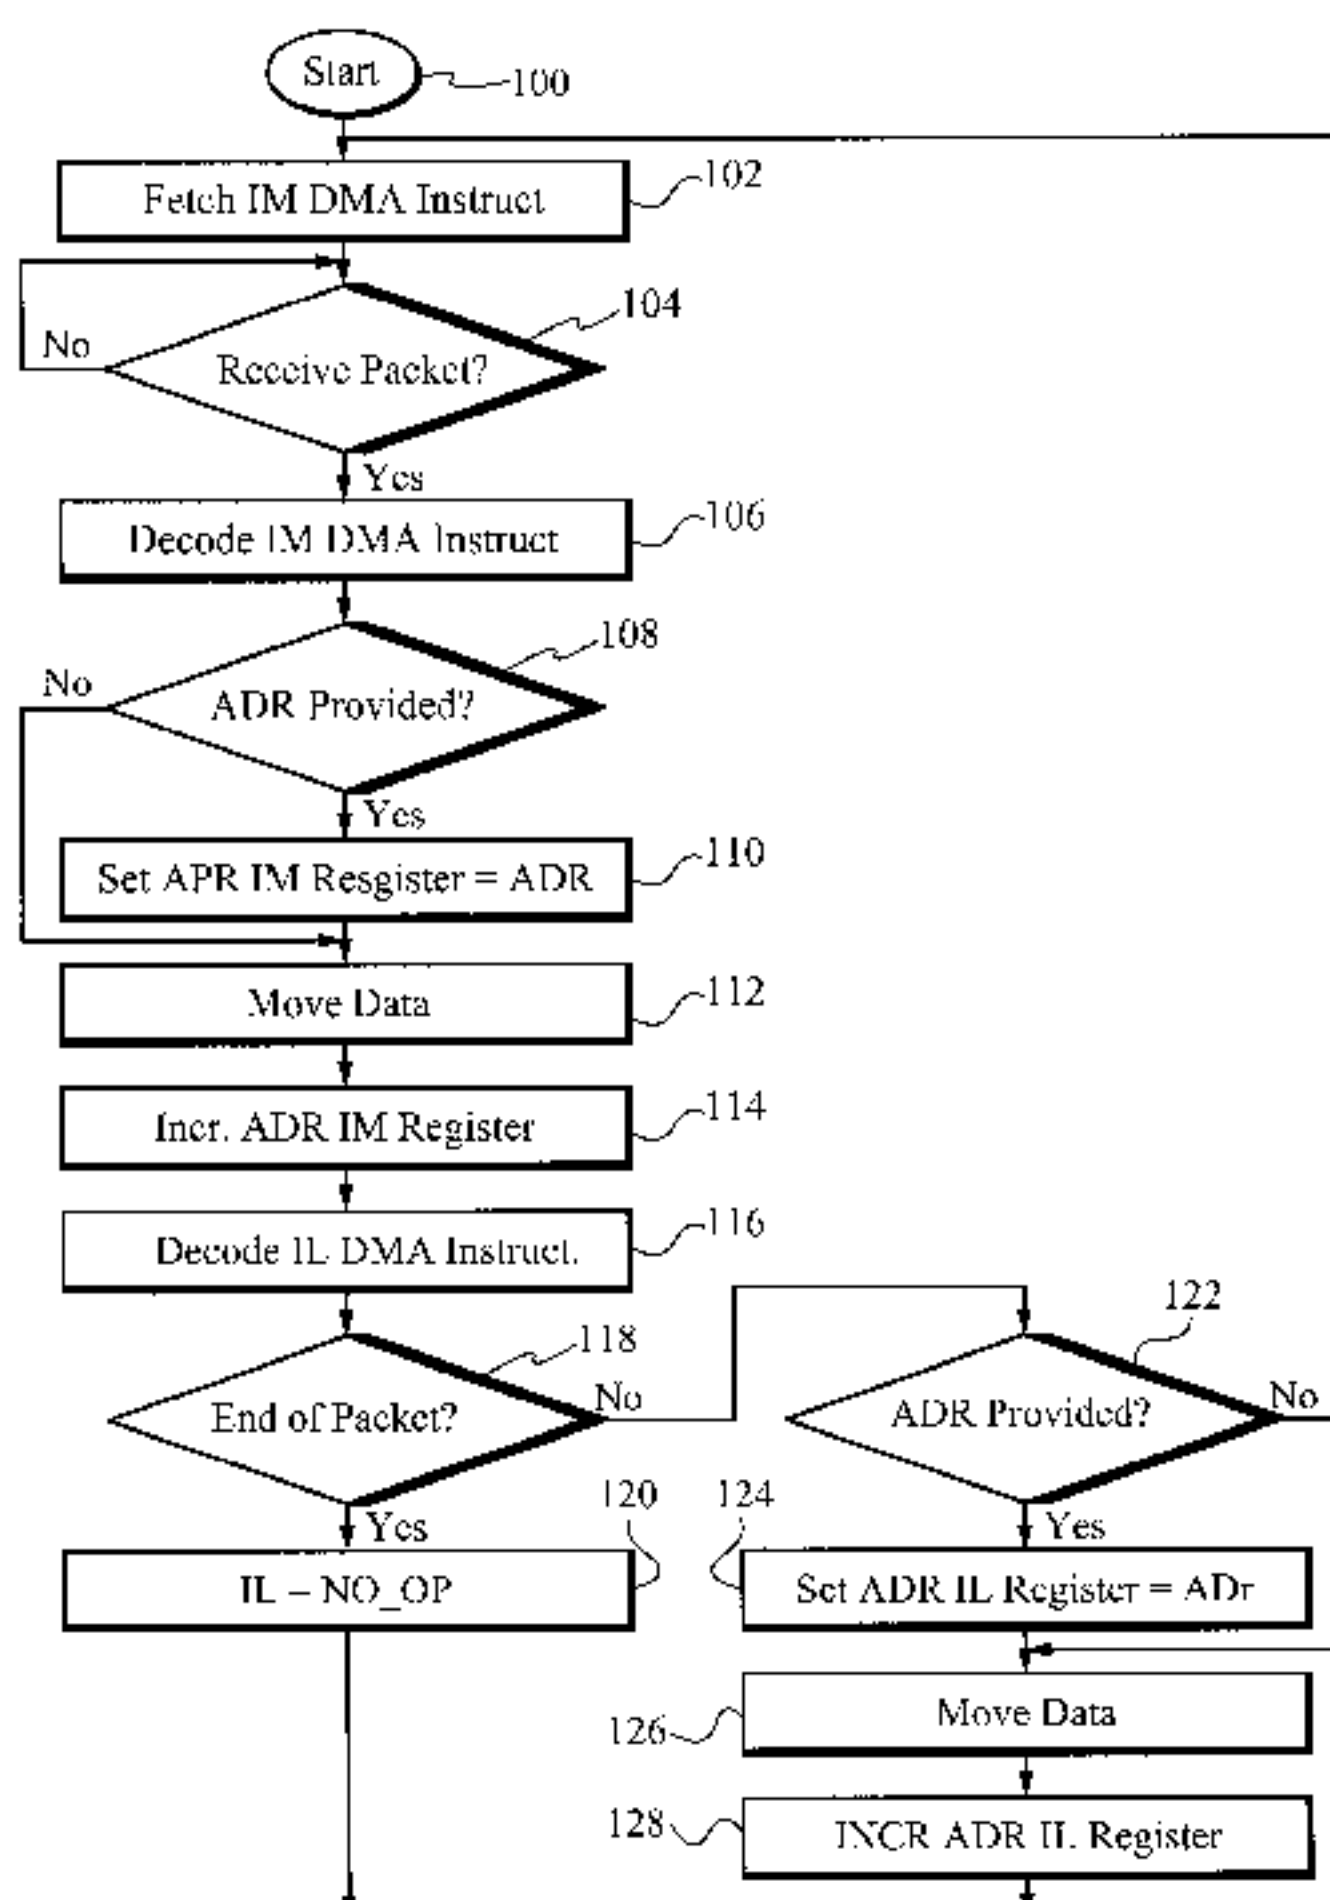 Start
100
Fetch IM DMA Instruct
102
Receive Packet?
104
No
Yes
Decode IM DMA Instruct
106
ADR Provided?
108
No
Yes
Set APR IM Resgister = ADR
110
Move Data
112
Incr. ADR IM Register
114
Decode IL DMA Instruct.
116
End of Packet?
118
No
Yes
IL = NO_OP
120
ADR Provided?
122
No
Yes
Set ADR IL Register = ADr
124
Move Data
126
INCR ADR IL Register
128